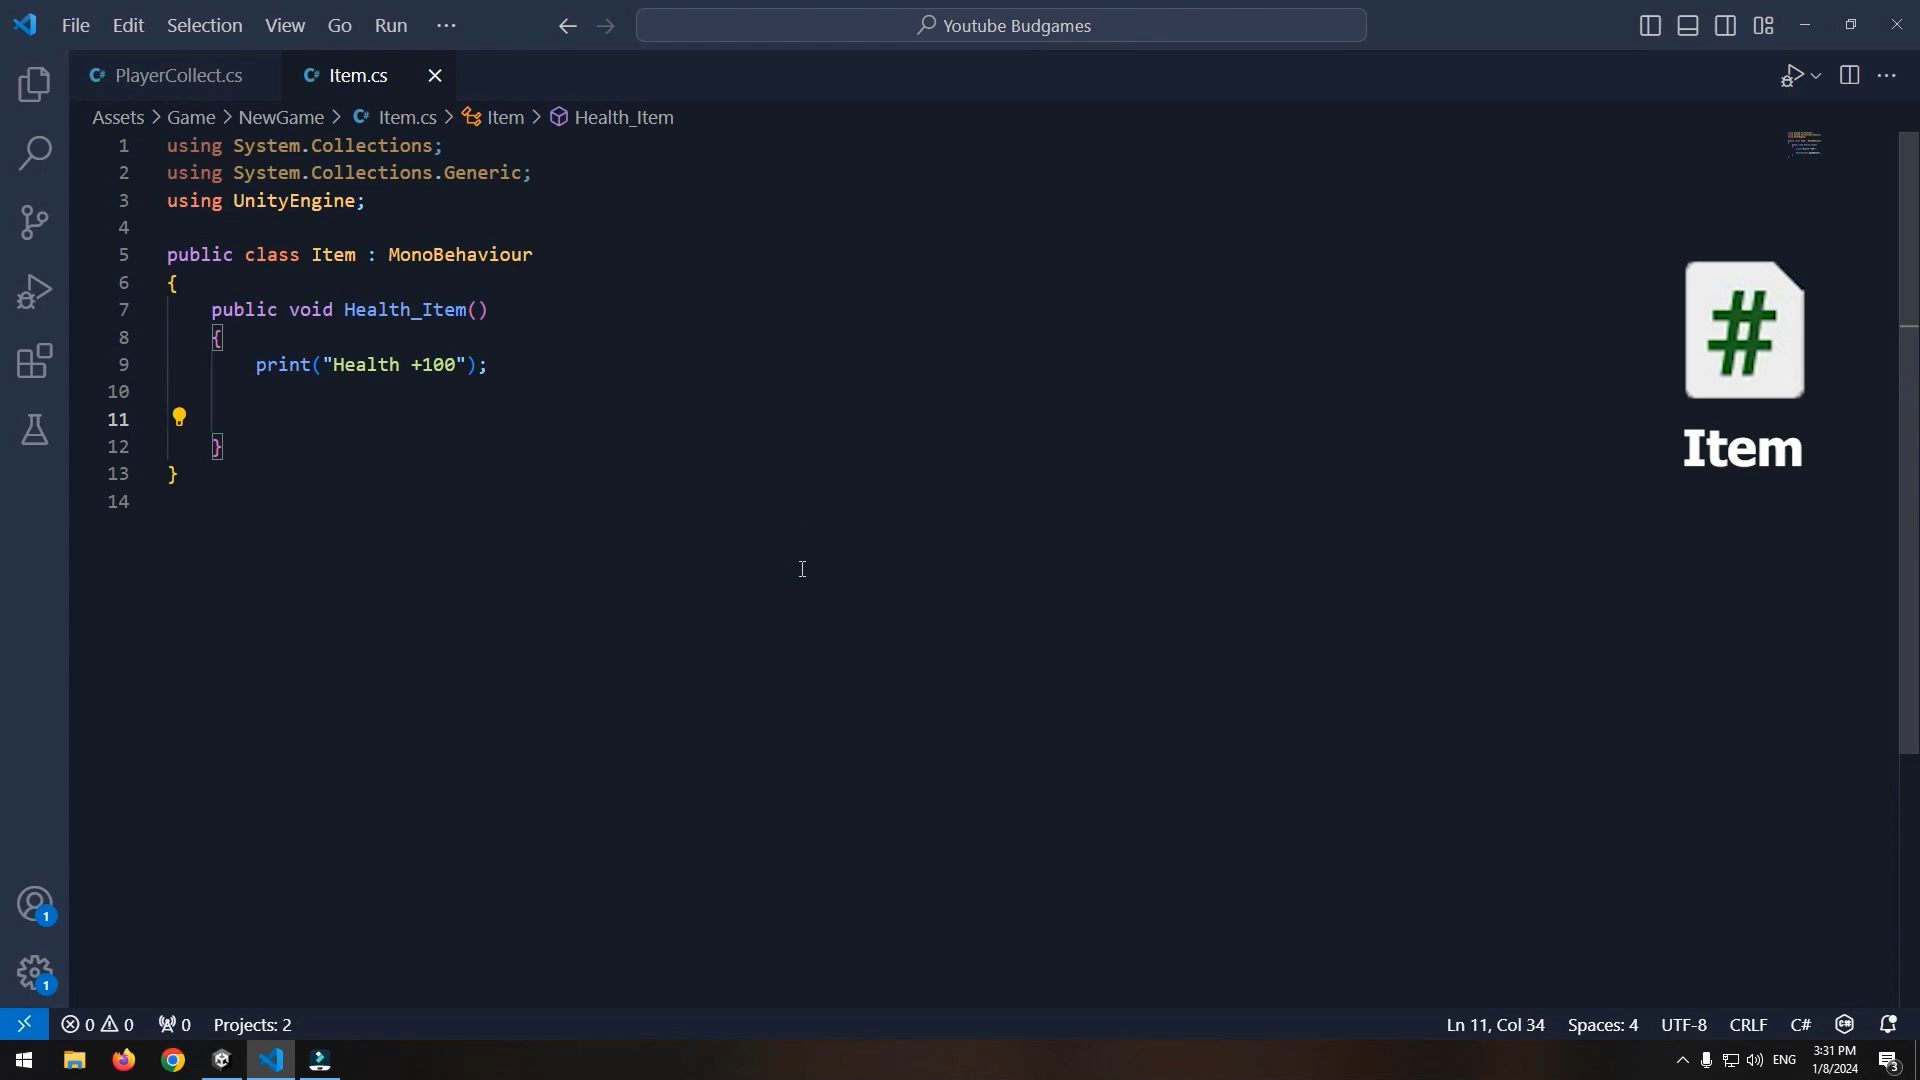 File Edit Selection View Go Run ···
Youtube Budgames
PlayerCollect.cs
Item.cs
Assets > Game > NewGame > Item.cs > Item > Health_Item
1 using System.Collections;
2 using System.Collections.Generic;
3 using UnityEngine;
4
5 public class Item : MonoBehaviour
6 {
7 public void Health_Item()
8 {
9 print("Health +100");
10
11
12 }
13 }
14
Item
1
1
0 0 0 Projects: 2
Ln 11, Col 34 Spaces: 4 UTF-8 CRLF C#
ENG
3:31 PM
1/8/2024
3